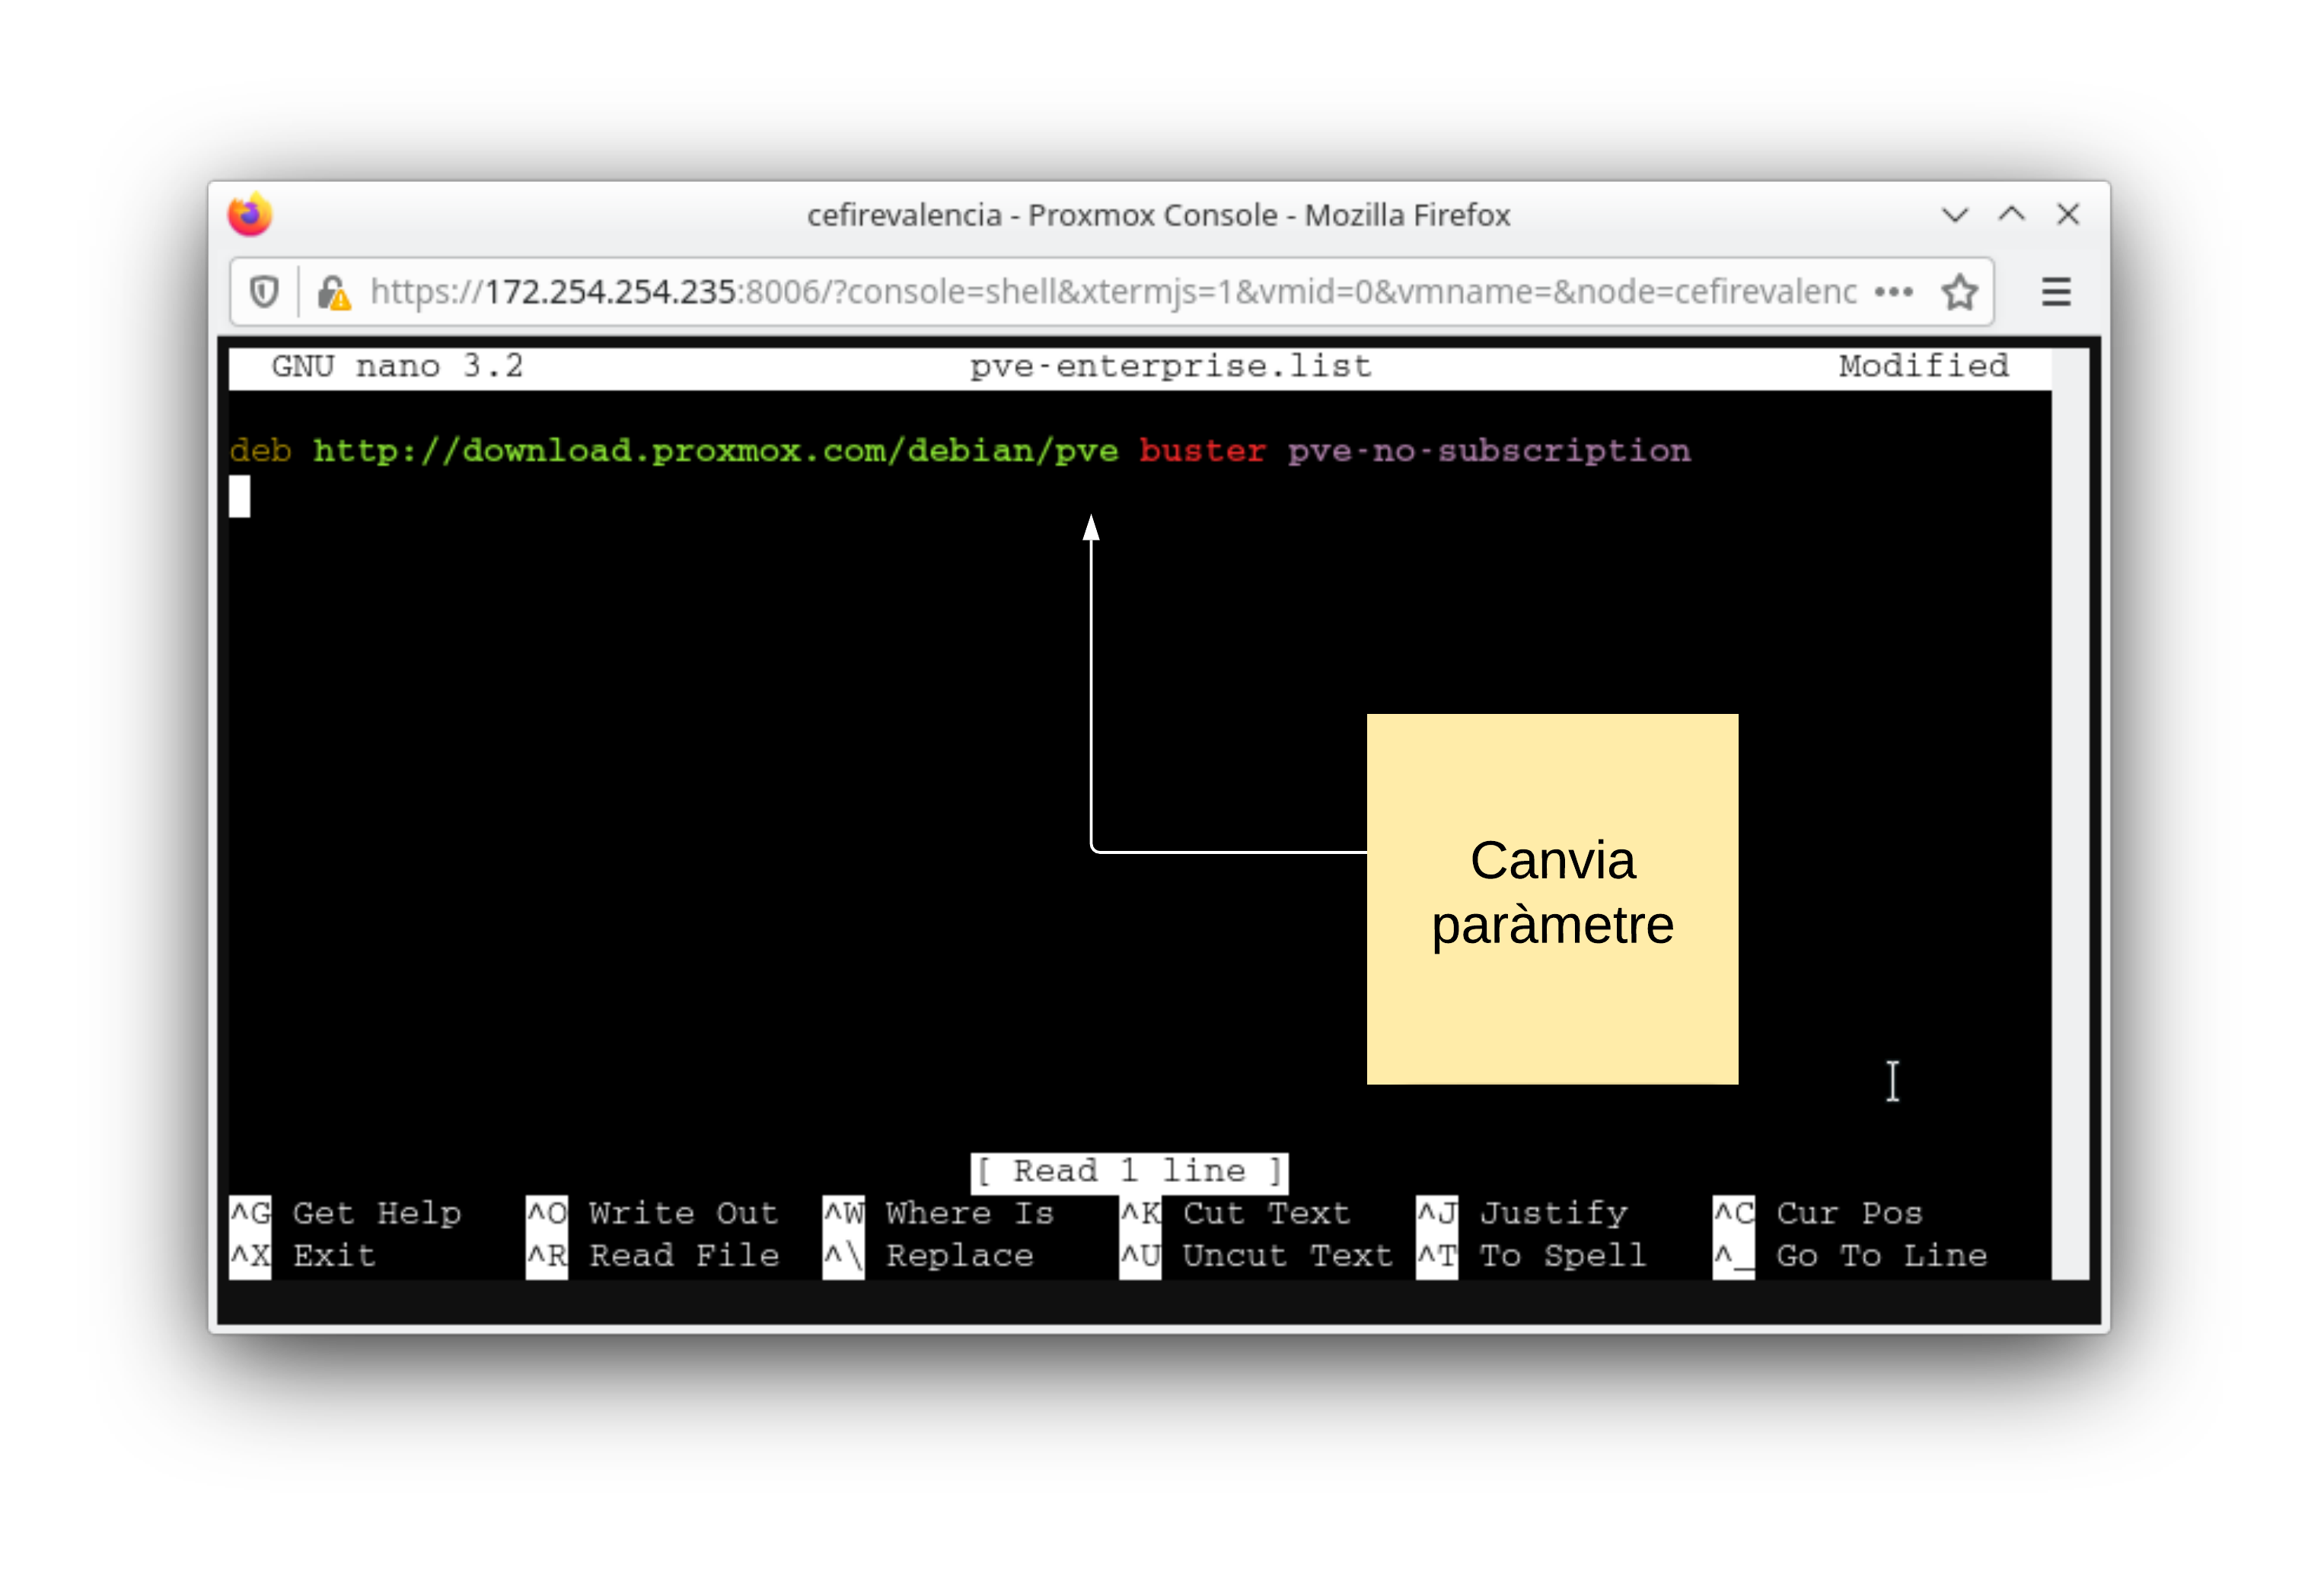 cefirevalencia - Proxmox Console - Mozilla Firefox
https://172.254.254.235:8006/?console=shell&xtermjs=1&vmid=0&vmname=&node=cefirevalenc
GNU nano 3.2 pve-enterprise.list Modified
deb http://download.proxmox.com/debian/pve buster pve-no-subscription
Canvia
paràmetre
[ Read 1 line ]
^G Get Help ^O Write Out ^W Where Is ^K Cut Text ^J Justify ^C Cur Pos
^X Exit ^R Read File ^\ Replace ^U Uncut Text ^T To Spell ^_ Go To Line